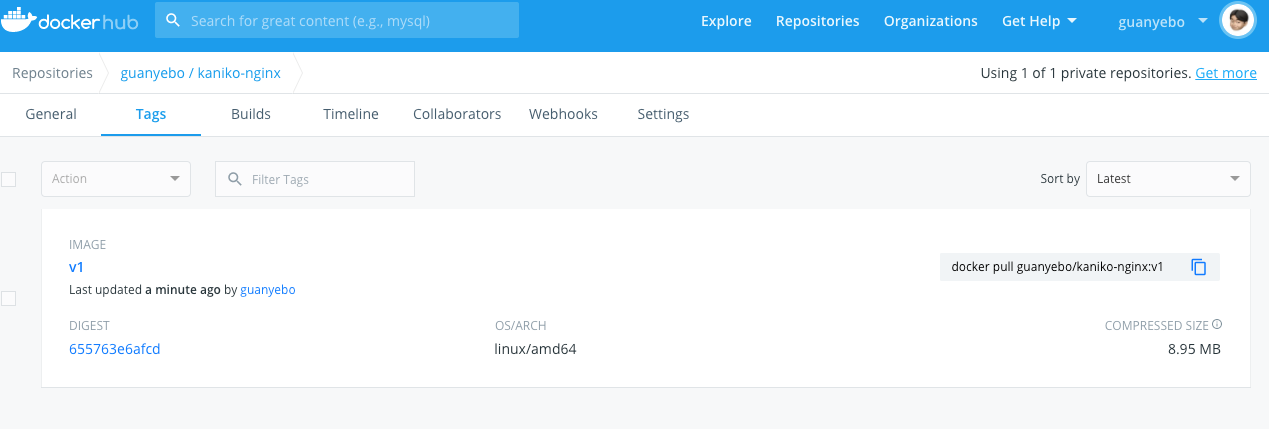 dockerhub Search for great content (e.g., mysql) Explore Repositories Organizations Get Help guanyebo
Repositories guanyebo / kaniko-nginx Using 1 of 1 private repositories. Get more
General Tags Builds Timeline Collaborators Webhooks Settings
Action Filter Tags Sort by Latest
IMAGE
v1
docker pull guanyebo/kaniko-nginx:v1
Last updated a minute ago by guanyebo
DIGEST OS/ARCH COMPRESSED SIZE
655763e6afcd linux/amd64 8.95 MB